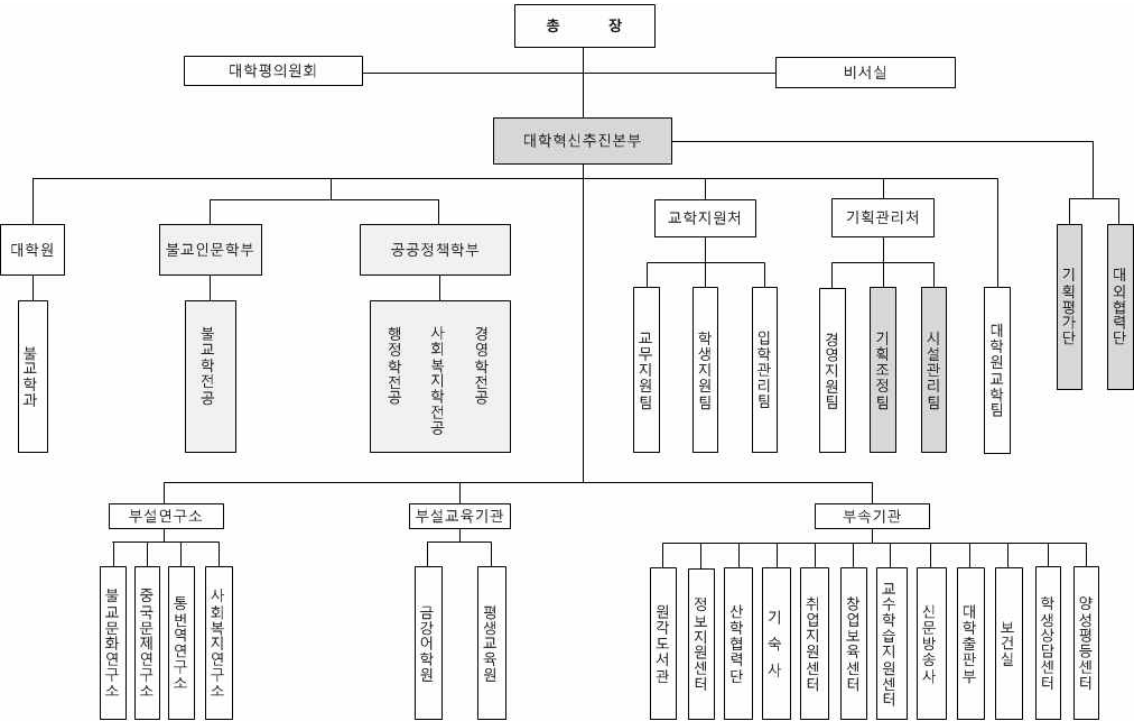 총 장
대학평의원회
비서실
대학혁신추진본부
대학원
불교인문학부
공공정책학부
교학지원처
기획관리처
기획평가단
대외협력단
불교학과
불교학전공
행정학전공
사회복지학전공
경영학전공
교무지원팀
학생지원팀
입학관리팀
경영지원팀
기획조정팀
시설관리팀
대학원교학팀
부설연구소
부설교육기관
부속기관
불교문화연구소
중국문제연구소
통번역연구소
사회복지연구소
금강어학원
평생교육원
원각도서관
정보지원센터
산학협력단
기숙사
취업지원센터
창업보육센터
교수학습지원센터
신문방송사
대학출판부
보건실
학생상담센터
양성평등센터